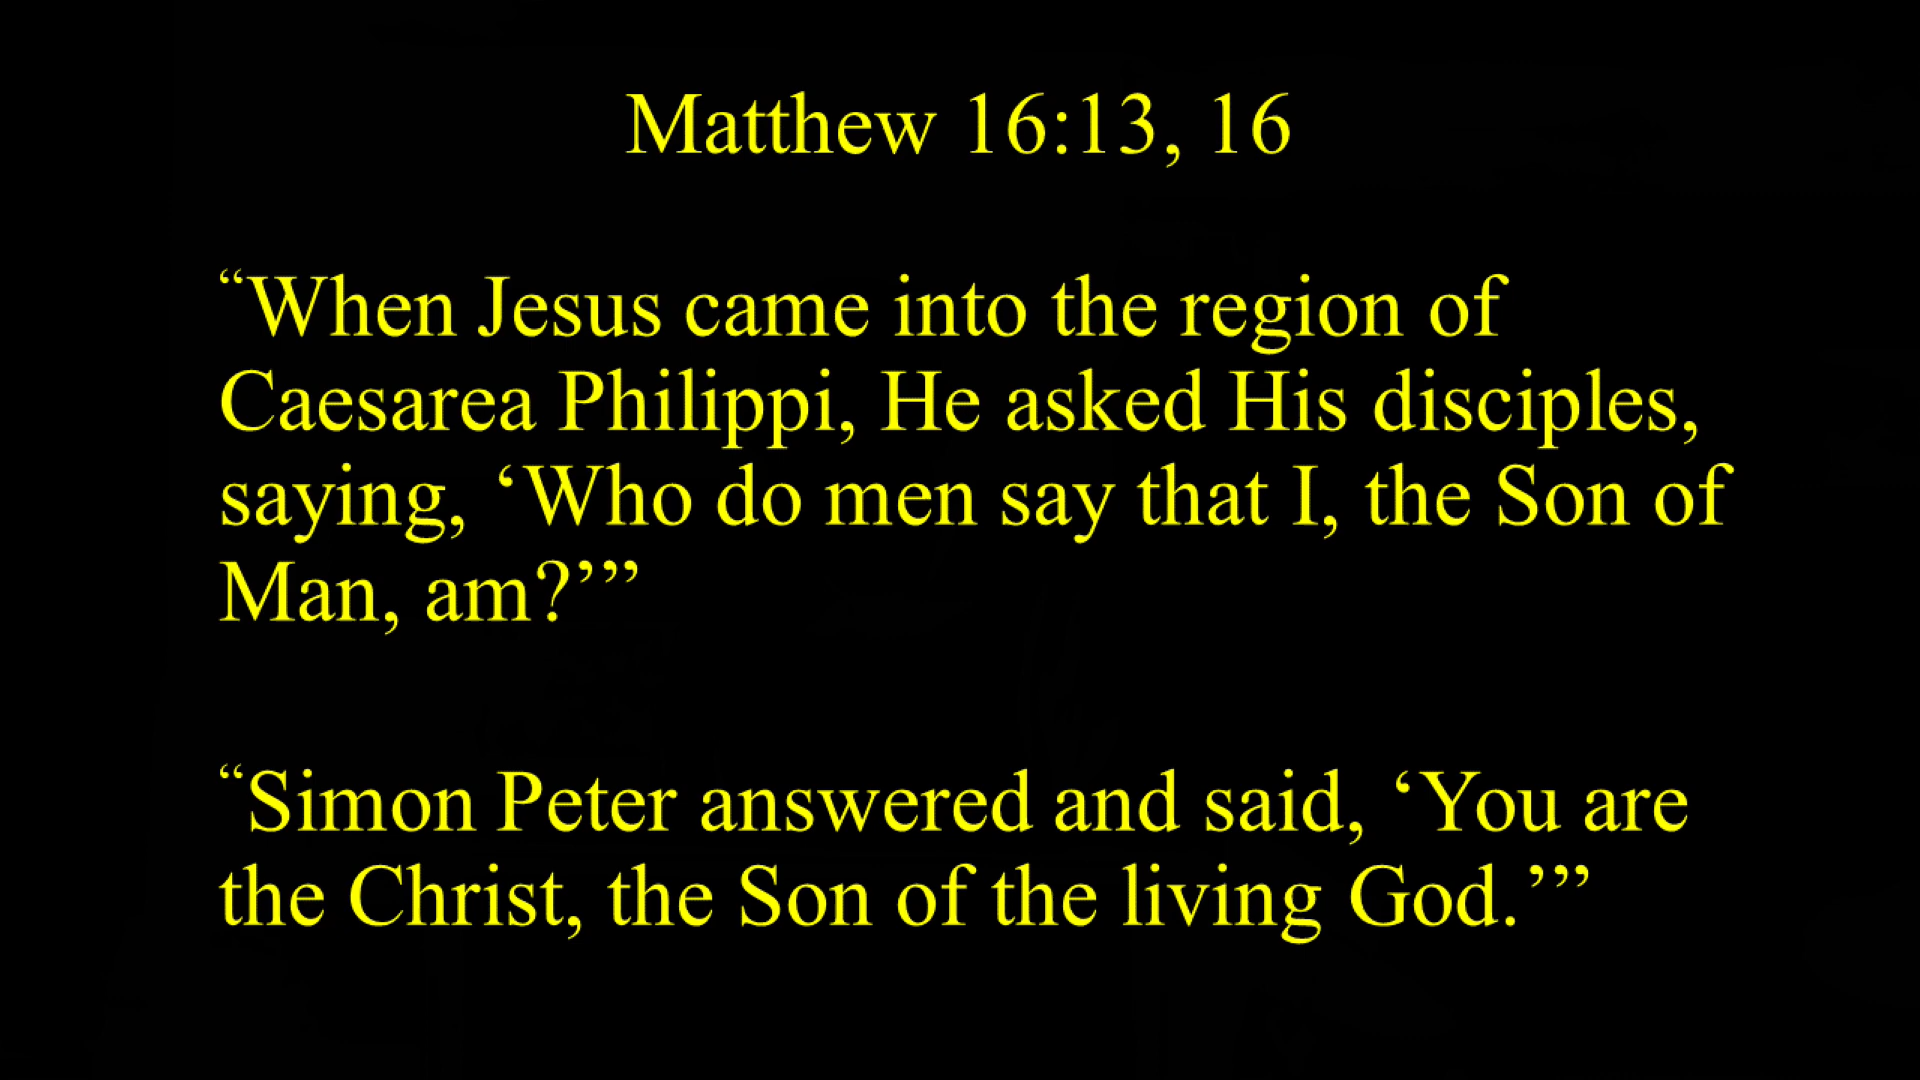 Matthew 16:13, 16
“When Jesus came into the region of
Caesarea Philippi, He asked His disciples,
saying, ‘Who do men say that I, the Son of
Man, am?’”
“Simon Peter answered and said, ‘You are
the Christ, the Son of the living God.’”